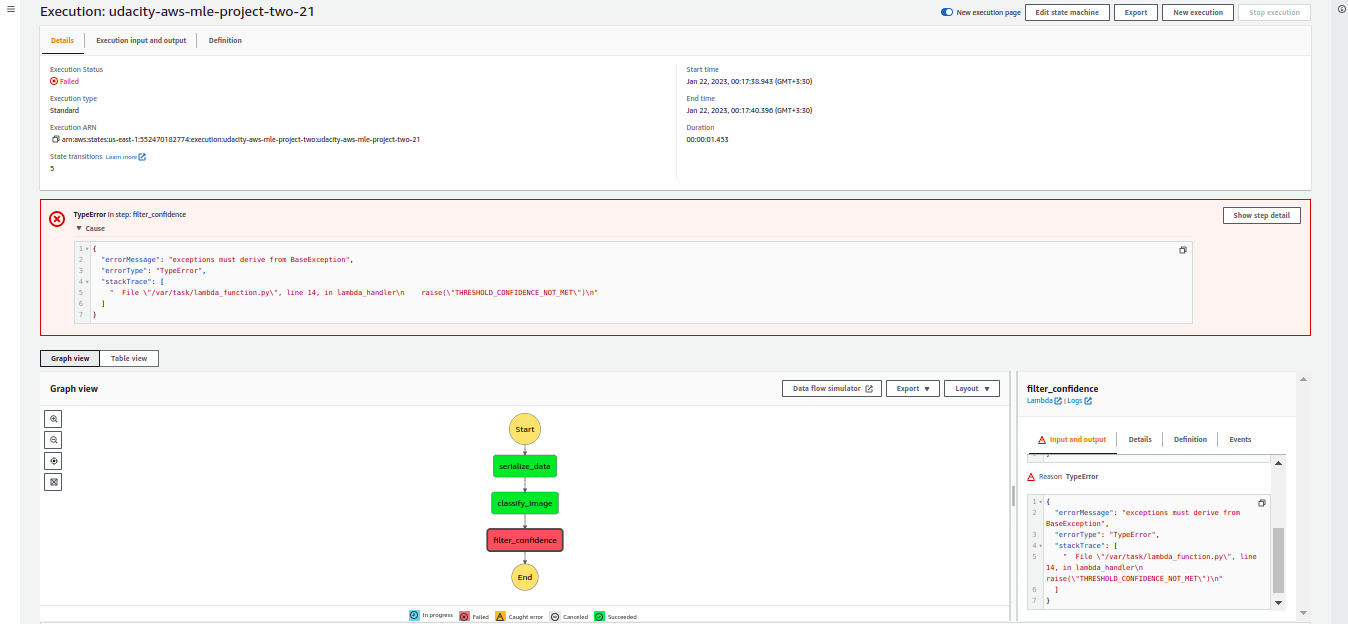 Execution: udacity-aws-mle-project-two-21
New execution page
Edit state machine
Export
New execution
Stop execution
Details
Execution input and output
Definition
Execution Status
Failed
Execution type
Standard
Execution ARN
arn:aws:states:us-east-1:552470182774:execution:udacity-aws-mle-project-two:udacity-aws-mle-project-two-21
State transitions Learn more
5
Start time
Jan 22, 2023, 00:17:38.943 (GMT+3:30)
End time
Jan 22, 2023, 00:17:40.396 (GMT+3:30)
Duration
00:00:01.453
TypeError in step: filter_confidence
Show step detail
Cause
1 {
2 "errorMessage": "exceptions must derive from BaseException",
3 "errorType": "TypeError",
4 "stackTrace": [
5 "  File \"/var/task/lambda_function.py\", line 14, in lambda_handler\n    raise(\"THRESHOLD_CONFIDENCE_NOT_MET\")\n"
6 ]
7 }
Graph view
Table view
Graph view
Data flow simulator
Export
Layout
Start
serialize_data
classify_image
filter_confidence
End
In progress
Failed
Caught error
Canceled
Succeeded
filter_confidence
Lambda | Logs
Input and output
Details
Definition
Events
Reason TypeError
1 {
2 "errorMessage": "exceptions must derive from
BaseException",
3 "errorType": "TypeError",
4 "stackTrace": [
5 "  File \"/var/task/lambda_function.py\", line
14, in lambda_handler\n
raise(\"THRESHOLD_CONFIDENCE_NOT_MET\")\n"
6 ]
7 }